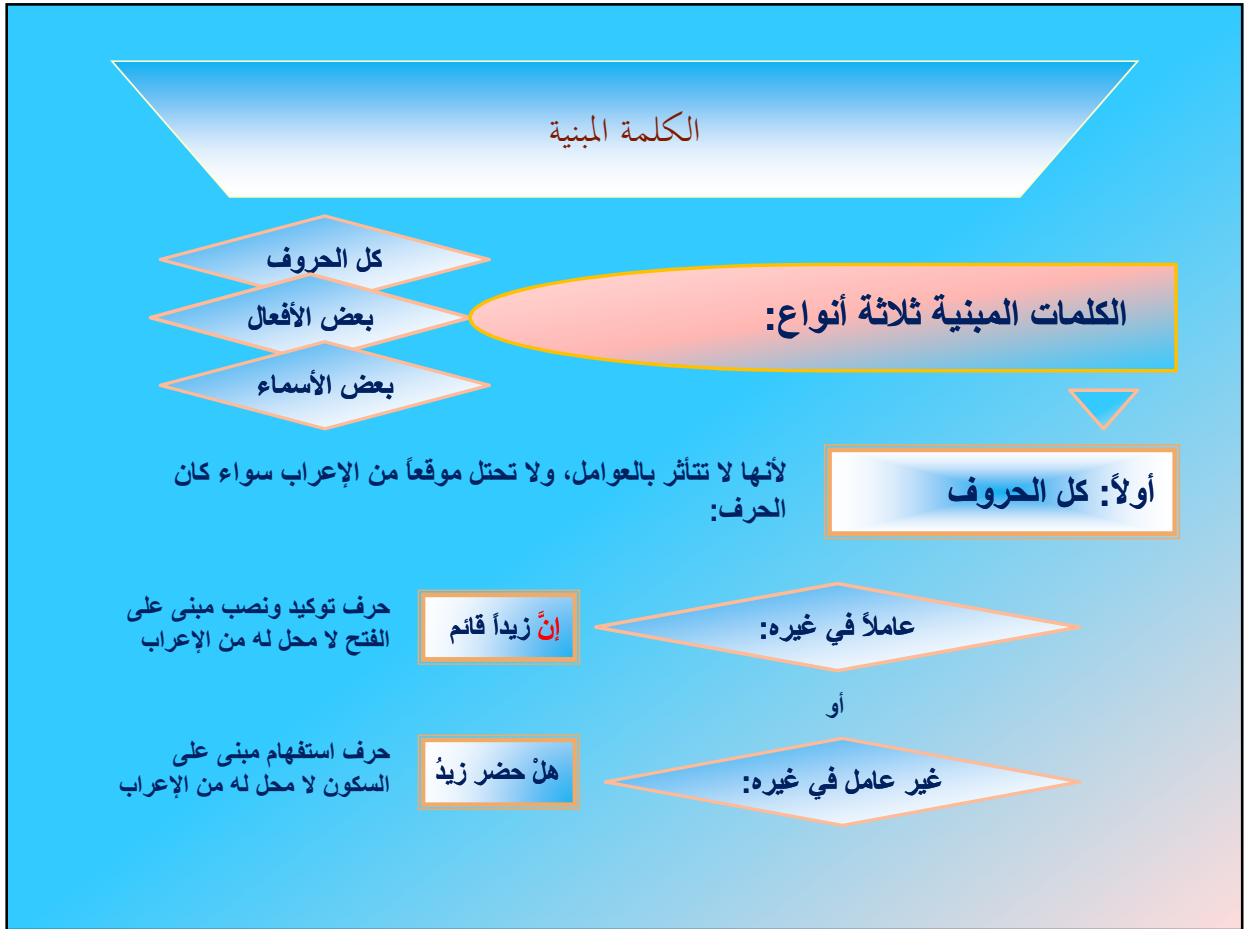 الكلمة المبنية
الكلمات المبنية ثلاثة أنواع:
كل الحروف
بعض الأفعال
بعض الأسماء
أولاً: كل الحروف
لأنها لا تتأثر بالعوامل، ولا تحتل موقعاً من الإعراب سواء كان
الحرف:
عاملاً في غيره:
إنَّ زيداً قائم
حرف توكيد ونصب مبنى على
الفتح لا محل له من الإعراب
أو
غير عامل في غيره:
هلْ حضر زيدُ
حرف استفهام مبنى على
السكون لا محل له من الإعراب